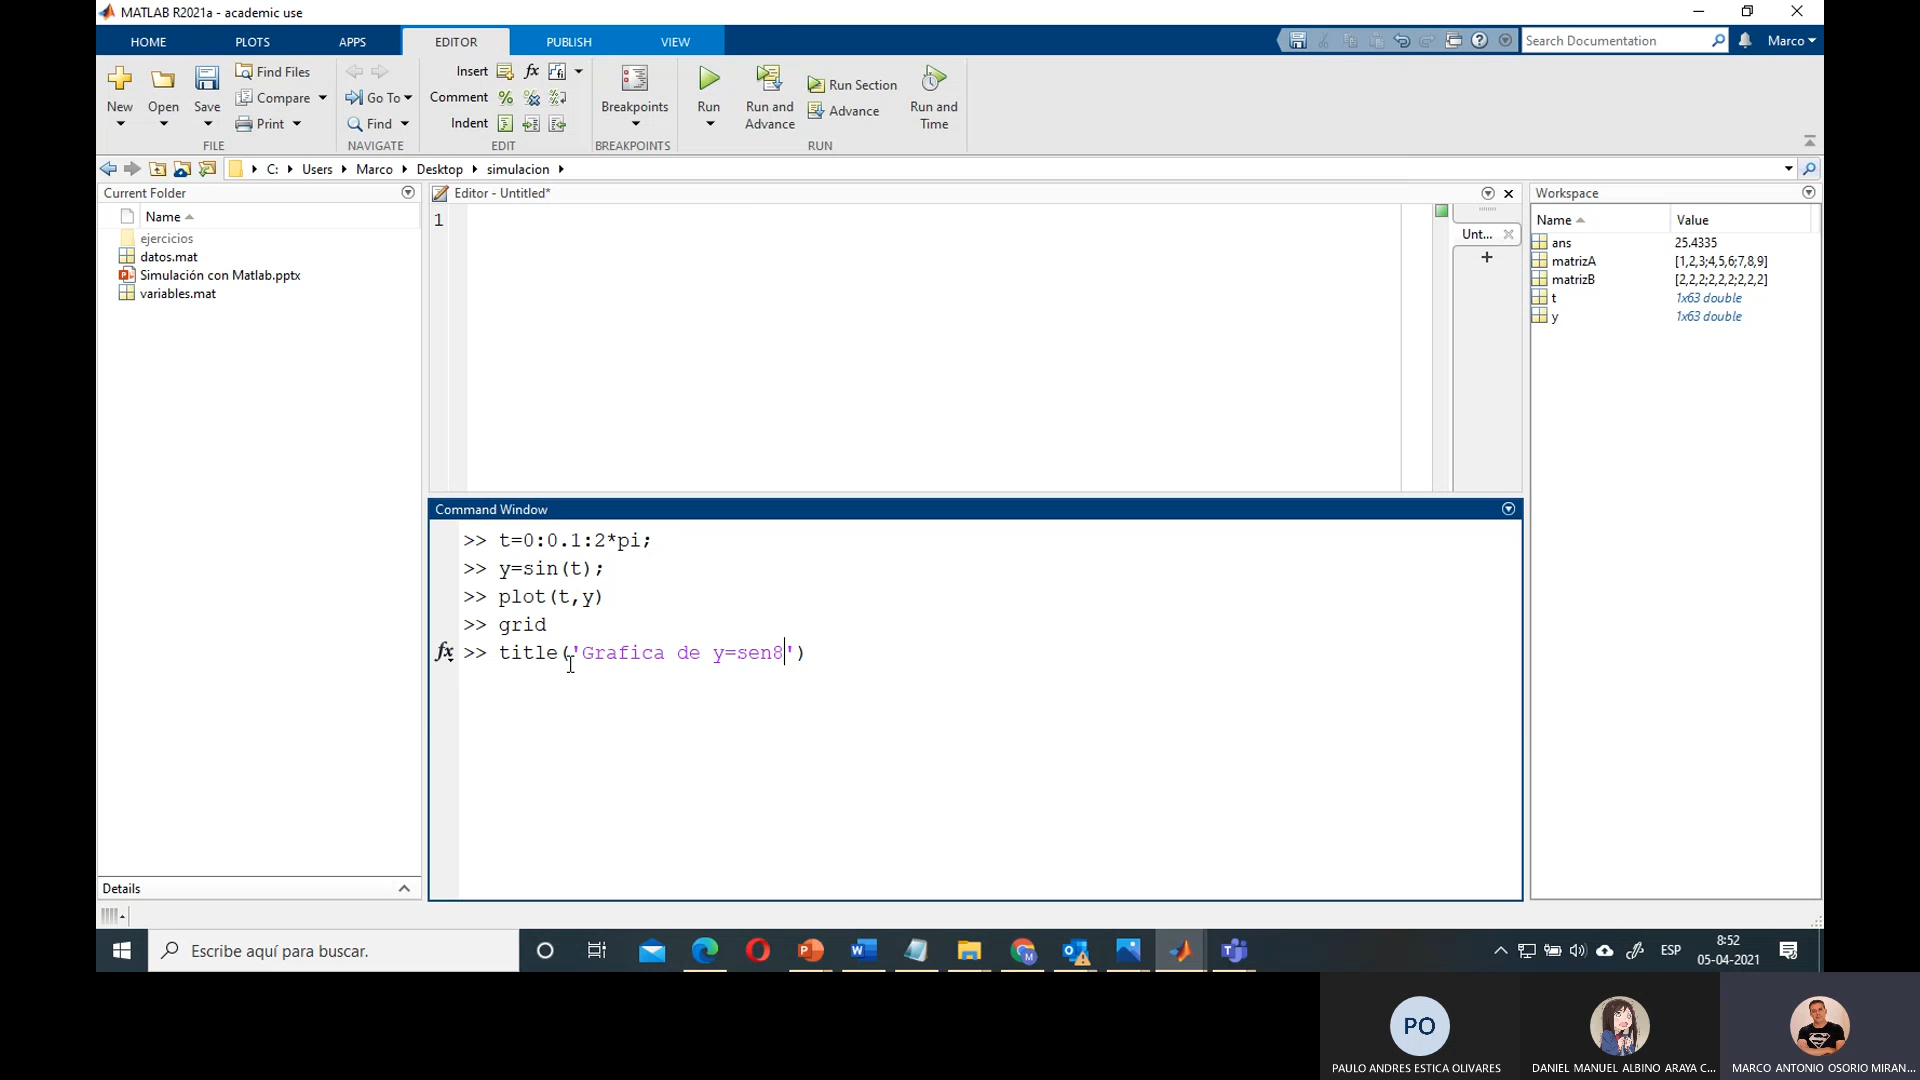 MATLAB R2021a - academic use
HOME PLOTS APPS EDITOR PUBLISH VIEW
Search Documentation
Marco
New Open Save
Find Files
Compare
Print
FILE
Go To
Find
NAVIGATE
Insert
fx
Comment
Indent
EDIT
Breakpoints
BREAKPOINTS
Run
Run and Advance
Run Section
Advance
Run and Time
RUN
C: Users Marco Desktop simulacion
Current Folder
Name
ejercicios
datos.mat
Simulación con Matlab.pptx
variables.mat
Details
Editor - Untitled*
1
Unt...
Command Window
>> t=0:0.1:2*pi;
>> y=sin(t);
>> plot(t,y)
>> grid
fx >> title('Grafica de y=sen8')
Workspace
Name Value
ans 25.4335
matrizA [1,2,3;4,5,6;7,8,9]
matrizB [2,2,2;2,2,2;2,2,2]
t 1x63 double
y 1x63 double
Escribe aquí para buscar.
ESP
8:52
05-04-2021
PO
PAULO ANDRES ESTICA OLIVARES
DANIEL MANUEL ALBINO ARAYA C...
MARCO ANTONIO OSORIO MIRAN...